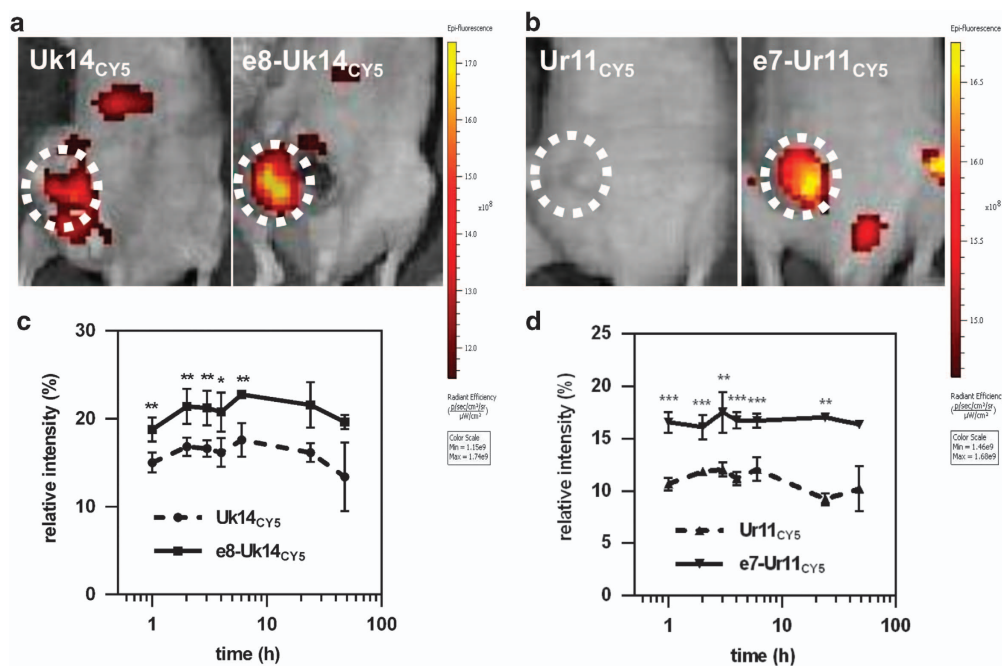 a
b
Uk14CY5
e8-Uk14CY5
Epi-fluorescence
17.0
16.0
15.0
x10^8
14.0
13.0
12.0
Radiant Efficiency
(p/sec/cm²/sr / µW/cm²)
Color Scale
Min = 1.15e9
Max = 1.74e9
Ur11CY5
e7-Ur11CY5
Epi-fluorescence
16.5
16.0
x10^8
15.5
15.0
Radiant Efficiency
(p/sec/cm²/sr / µW/cm²)
Color Scale
Min = 1.46e9
Max = 1.68e9
c
relative intensity (%)
30
20
10
0
** ** ** * **
Uk14CY5
e8-Uk14CY5
1 10 100
time (h)
d
relative intensity (%)
25
20
15
10
5
0
*** *** ** *** *** **
Ur11CY5
e7-Ur11CY5
1 10 100
time (h)